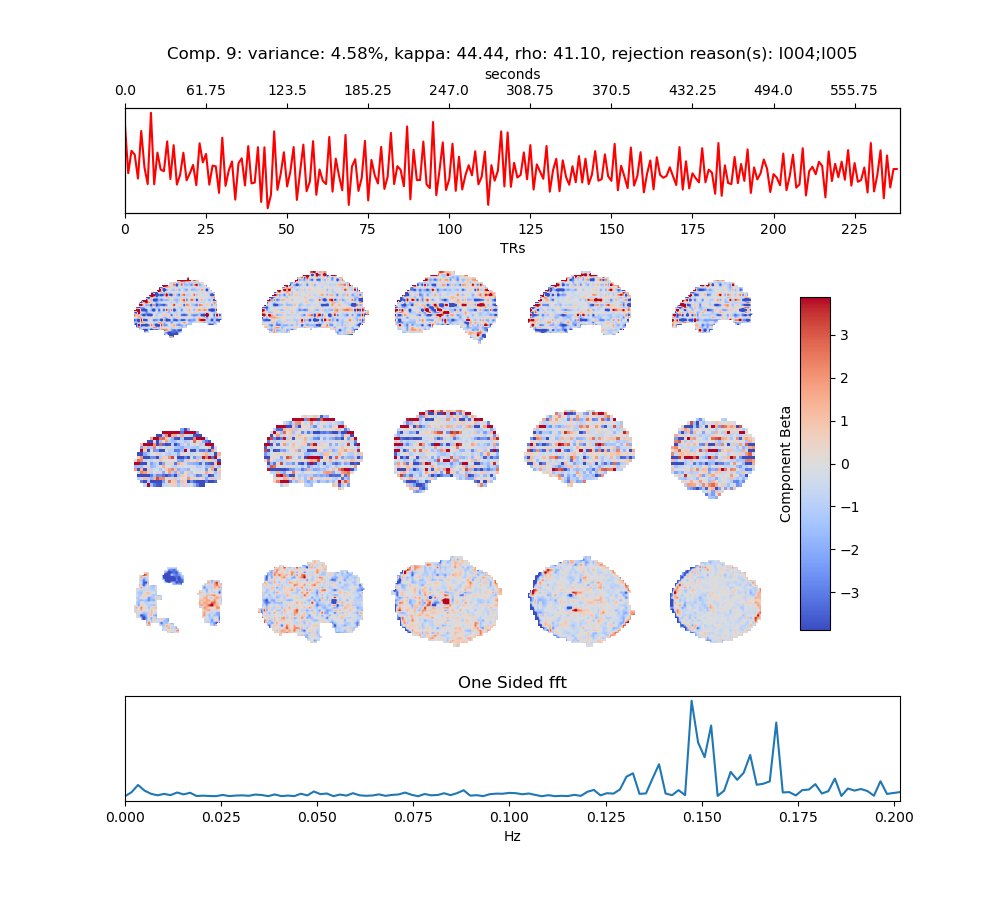 Comp. 9: variance: 4.58%, kappa: 44.44, rho: 41.10, rejection reason(s): I004;I005
seconds
0.0 61.75 123.5 185.25 247.0 308.75 370.5 432.25 494.0 555.75
0 25 50 75 100 125 150 175 200 225
TRs
3
2
1
0
−1
−2
−3
Component Beta
One Sided fft
0.000 0.025 0.050 0.075 0.100 0.125 0.150 0.175 0.200
Hz